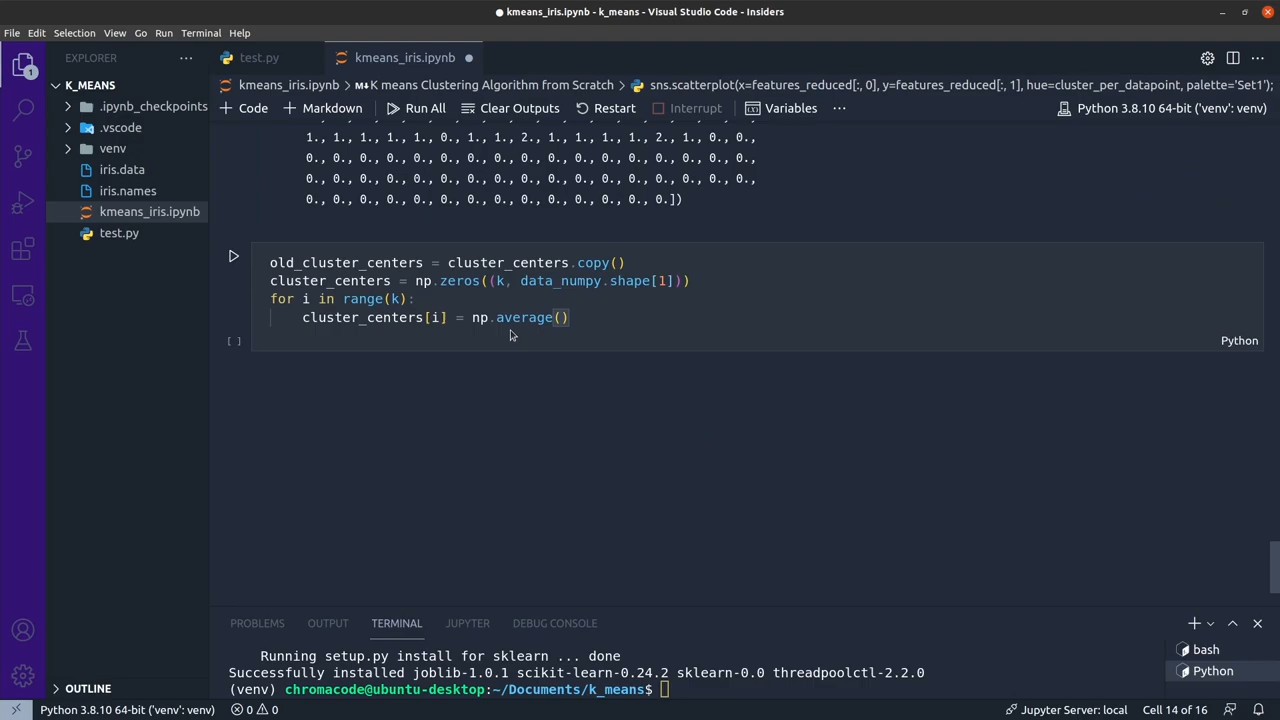 kmeans_iris.ipynb - k_means - Visual Studio Code - Insiders
File Edit Selection View Go Run Terminal Help
1
EXPLORER
test.py
kmeans_iris.ipynb
K_MEANS
.ipynb_checkpoints
.vscode
venv
iris.data
iris.names
kmeans_iris.ipynb
test.py
OUTLINE
kmeans_iris.ipynb > K means Clustering Algorithm from Scratch > sns.scatterplot(x=features_reduced[:, 0], y=features_reduced[:, 1], hue=cluster_per_datapoint, palette='Set1');
+ Code + Markdown Run All Clear Outputs Restart Interrupt Variables ... Python 3.8.10 64-bit ('venv': venv)
1., 1., 1., 1., 0., 1., 1., 1., 2., 1., 1., 1., 1., 2., 1., 0., 0.,
0., 0., 0., 0., 0., 0., 0., 0., 0., 0., 0., 0., 0., 0., 0., 0., 0.,
0., 0., 0., 0., 0., 0., 0., 0., 0., 0., 0., 0., 0., 0., 0., 0., 0.,
0., 0., 0., 0., 0., 0., 0., 0., 0., 0., 0., 0., 0., 0.])
old_cluster_centers = cluster_centers.copy()
cluster_centers = np.zeros((k, data_numpy.shape[1]))
for i in range(k):
    cluster_centers[i] = np.average()
[ ]
Python
PROBLEMS OUTPUT TERMINAL JUPYTER DEBUG CONSOLE
Running setup.py install for sklearn ... done
Successfully installed joblib-1.0.1 scikit-learn-0.24.2 sklearn-0.0 threadpoolctl-2.2.0
(venv) chromacode@ubuntu-desktop:~/Documents/k_means$
bash
Python
Python 3.8.10 64-bit ('venv': venv) 0 0 Jupyter Server: local Cell 14 of 16